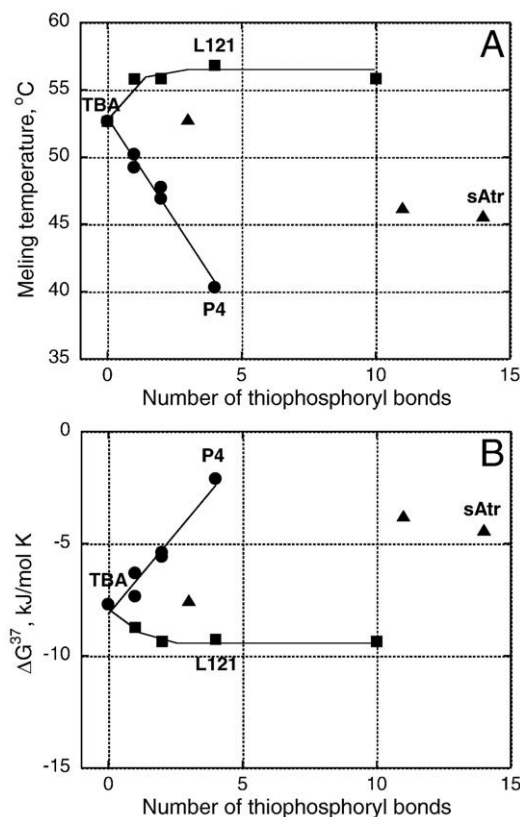 60
A
L121
55
TBA
50
sAtr
45
40
P4
35
0
5
10
15
Meling temperature, °C
Number of thiophosphoryl bonds
0
B
P4
sAtr
-5
TBA
-10
L121
-15
0
5
10
15
ΔG³⁷, kJ/mol K
Number of thiophosphoryl bonds